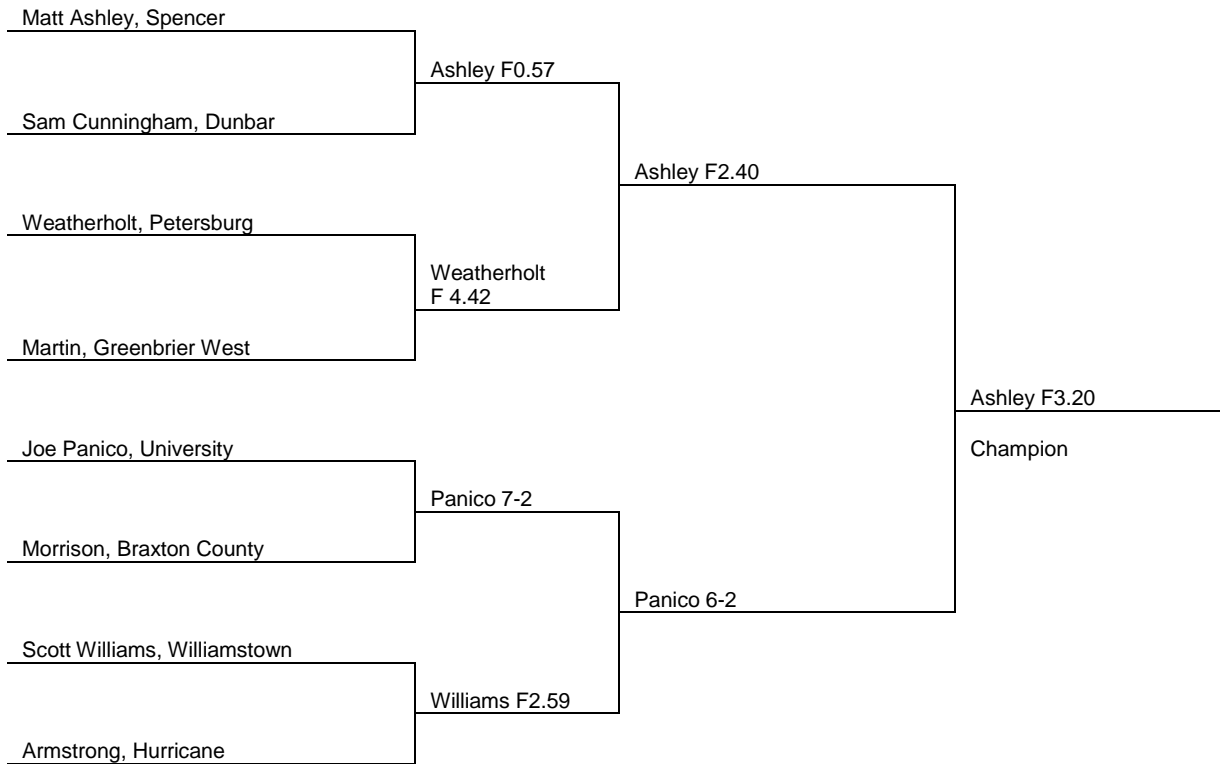 Matt Ashley, Spencer
Ashley F0.57
Sam Cunningham, Dunbar
Ashley F2.40
Weatherholt, Petersburg
Weatherholt
F 4.42
Martin, Greenbrier West
Ashley F3.20
Joe Panico, University
Champion
Panico 7-2
Morrison, Braxton County
Panico 6-2
Scott Williams, Williamstown
Williams F2.59
Armstrong, Hurricane